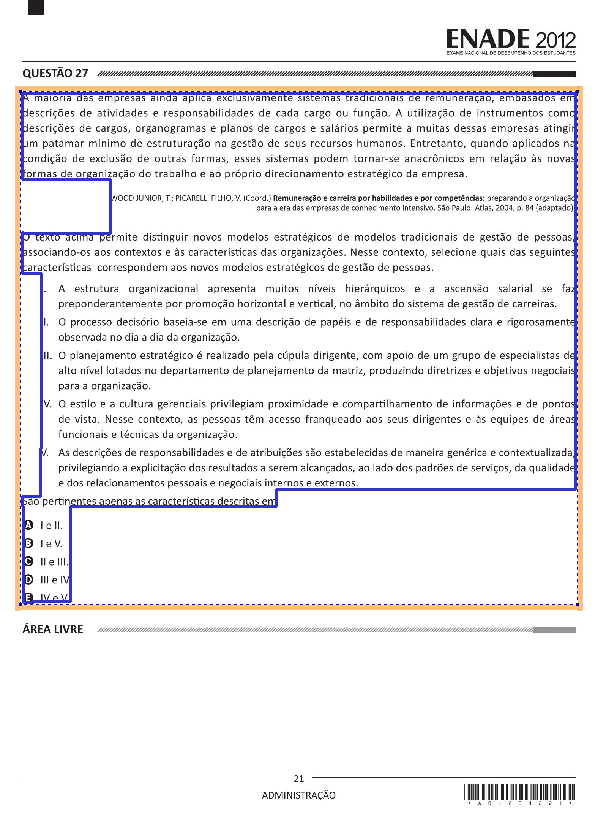 ENADE 2012
EXAME NACIONAL DE DESEMPENHO DOS ESTUDANTES
QUESTÃO 27
A maioria das empresas ainda aplica exclusivamente sistemas tradicionais de remuneração, embasados em
descrições de atividades e responsabilidades de cada cargo ou função. A utilização de instrumentos como
descrições de cargos, organogramas e planos de cargos e salários permite a muitas dessas empresas atingir
um patamar mínimo de estruturação na gestão de seus recursos humanos. Entretanto, quando aplicados na
condição de exclusão de outras formas, esses sistemas podem tornar-se anacrônicos em relação às novas
formas de organização do trabalho e ao próprio direcionamento estratégico da empresa.
WOOD JUNIOR, T.; PICARELLI FILHO, V. (Coord.) Remuneração e carreira por habilidades e por competências: preparando a organização
para a era das empresas de conhecimento intensivo. São Paulo: Atlas, 2004, p. 84 (adaptado).
O texto acima permite distinguir novos modelos estratégicos de modelos tradicionais de gestão de pessoas,
associando-os aos contextos e às características das organizações. Nesse contexto, selecione quais das seguintes
características correspondem aos novos modelos estratégicos de gestão de pessoas.
I. A estrutura organizacional apresenta muitos níveis hierárquicos e a ascensão salarial se faz
preponderantemente por promoção horizontal e vertical, no âmbito do sistema de gestão de carreiras.
II. O processo decisório baseia-se em uma descrição de papéis e de responsabilidades clara e rigorosamente
observada no dia a dia da organização.
III. O planejamento estratégico é realizado pela cúpula dirigente, com apoio de um grupo de especialistas de
alto nível lotados no departamento de planejamento da matriz, produzindo diretrizes e objetivos negociais
para a organização.
IV. O estilo e a cultura gerenciais privilegiam proximidade e compartilhamento de informações e de pontos
de vista. Nesse contexto, as pessoas têm acesso franqueado aos seus dirigentes e às equipes de áreas
funcionais e técnicas da organização.
V. As descrições de responsabilidades e de atribuições são estabelecidas de maneira genérica e contextualizada,
privilegiando a explicitação dos resultados a serem alcançados, ao lado dos padrões de serviços, da qualidade
e dos relacionamentos pessoais e negociais internos e externos.
São pertinentes apenas as características descritas em
A I e II.
B I e V.
C II e III.
D III e IV.
E IV e V.
ÁREA LIVRE
21
ADMINISTRAÇÃO